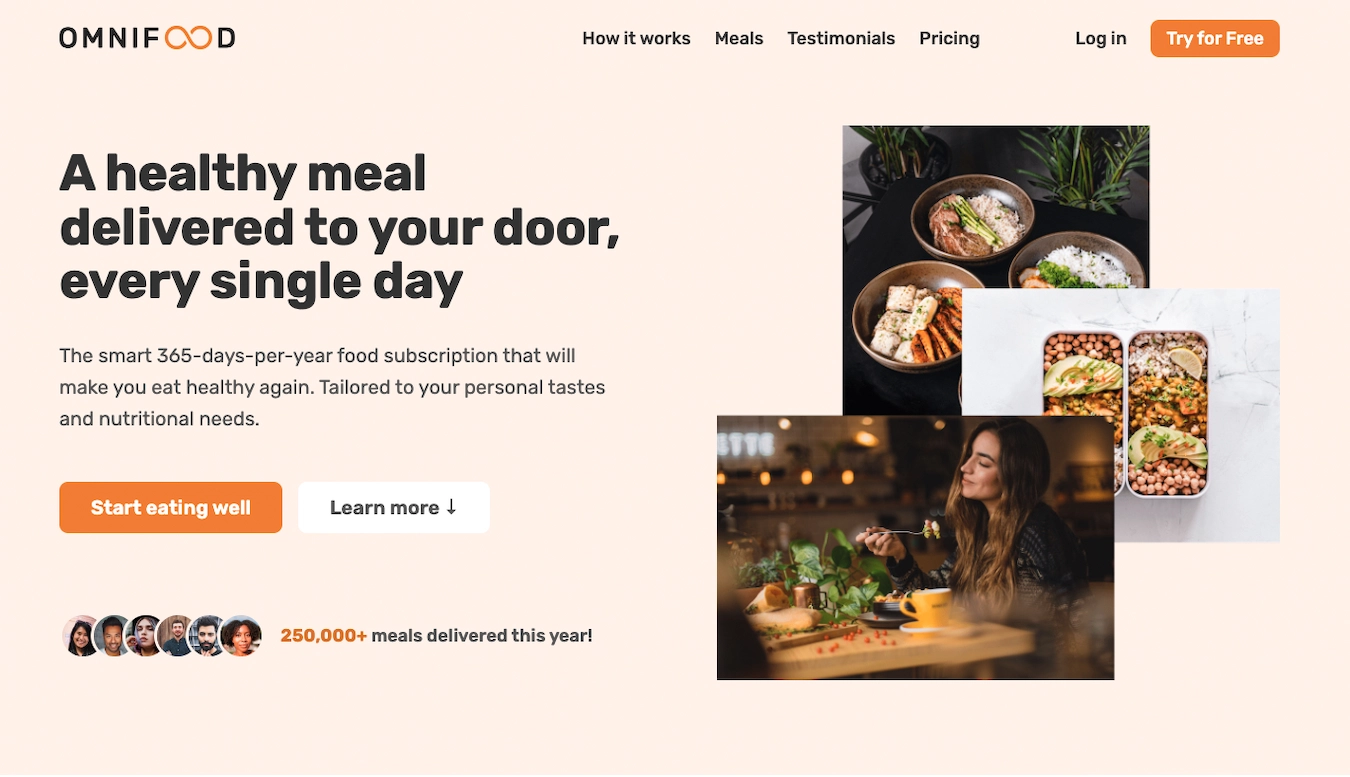 OMNIFOOD
How it works Meals Testimonials Pricing Log in Try for Free
A healthy meal
delivered to your door,
every single day
The smart 365-days-per-year food subscription that will
make you eat healthy again. Tailored to your personal tastes
and nutritional needs.
Start eating well Learn more ↓
250,000+ meals delivered this year!